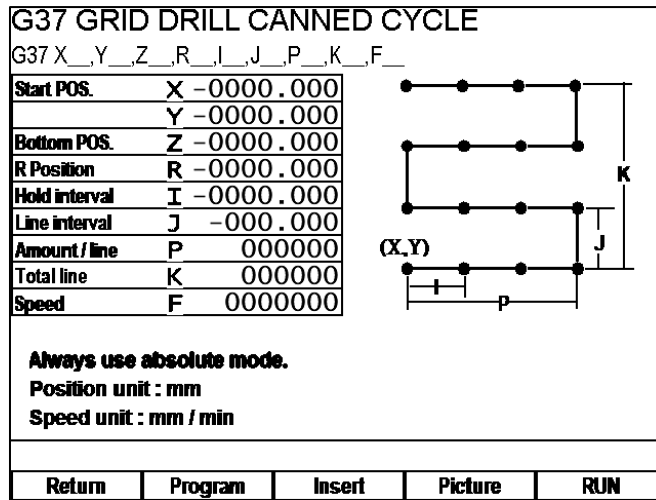 G37 GRID DRILL CANNED CYCLE
G37 X__,Y__,Z__,R__,I__,J__,P__,K__,F__
Start POS. X -0000.000
Y -0000.000
Bottom POS. Z -0000.000
R Position R -0000.000
Hold interval I -0000.000
Line interval J -000.000
Amount / line P 000000
Total line K 000000
Speed F 0000000
K
J
(X,Y)
I
P
Always use absolute mode.
Position unit : mm
Speed unit : mm / min
Return Program Insert Picture RUN